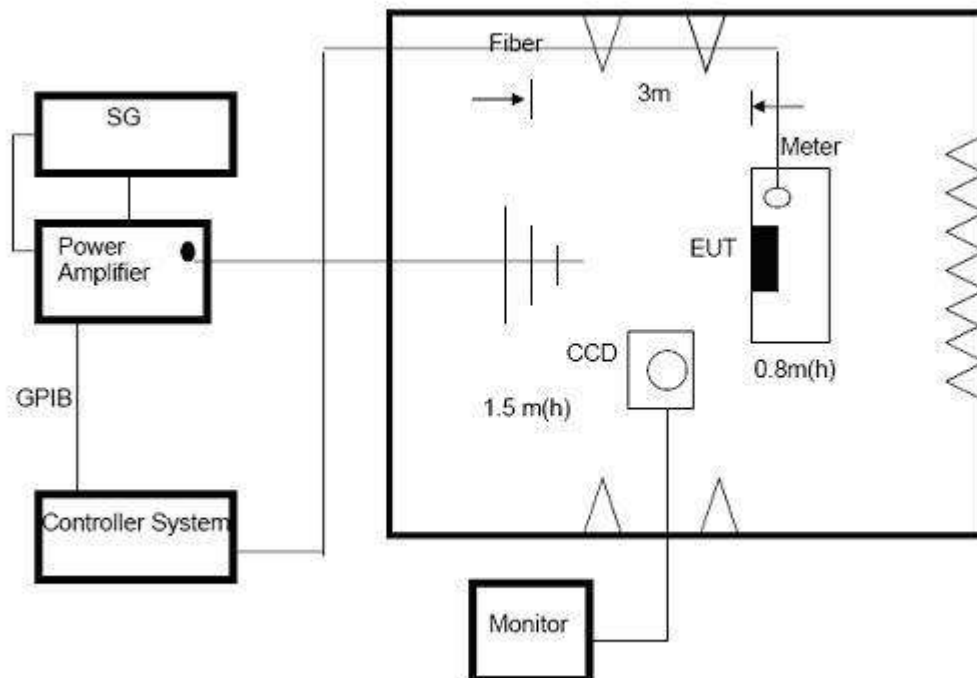 Fiber
3m
SG
Meter
Power
Amplifier
EUT
CCD
0.8m(h)
GPIB
1.5 m(h)
Controller System
Monitor